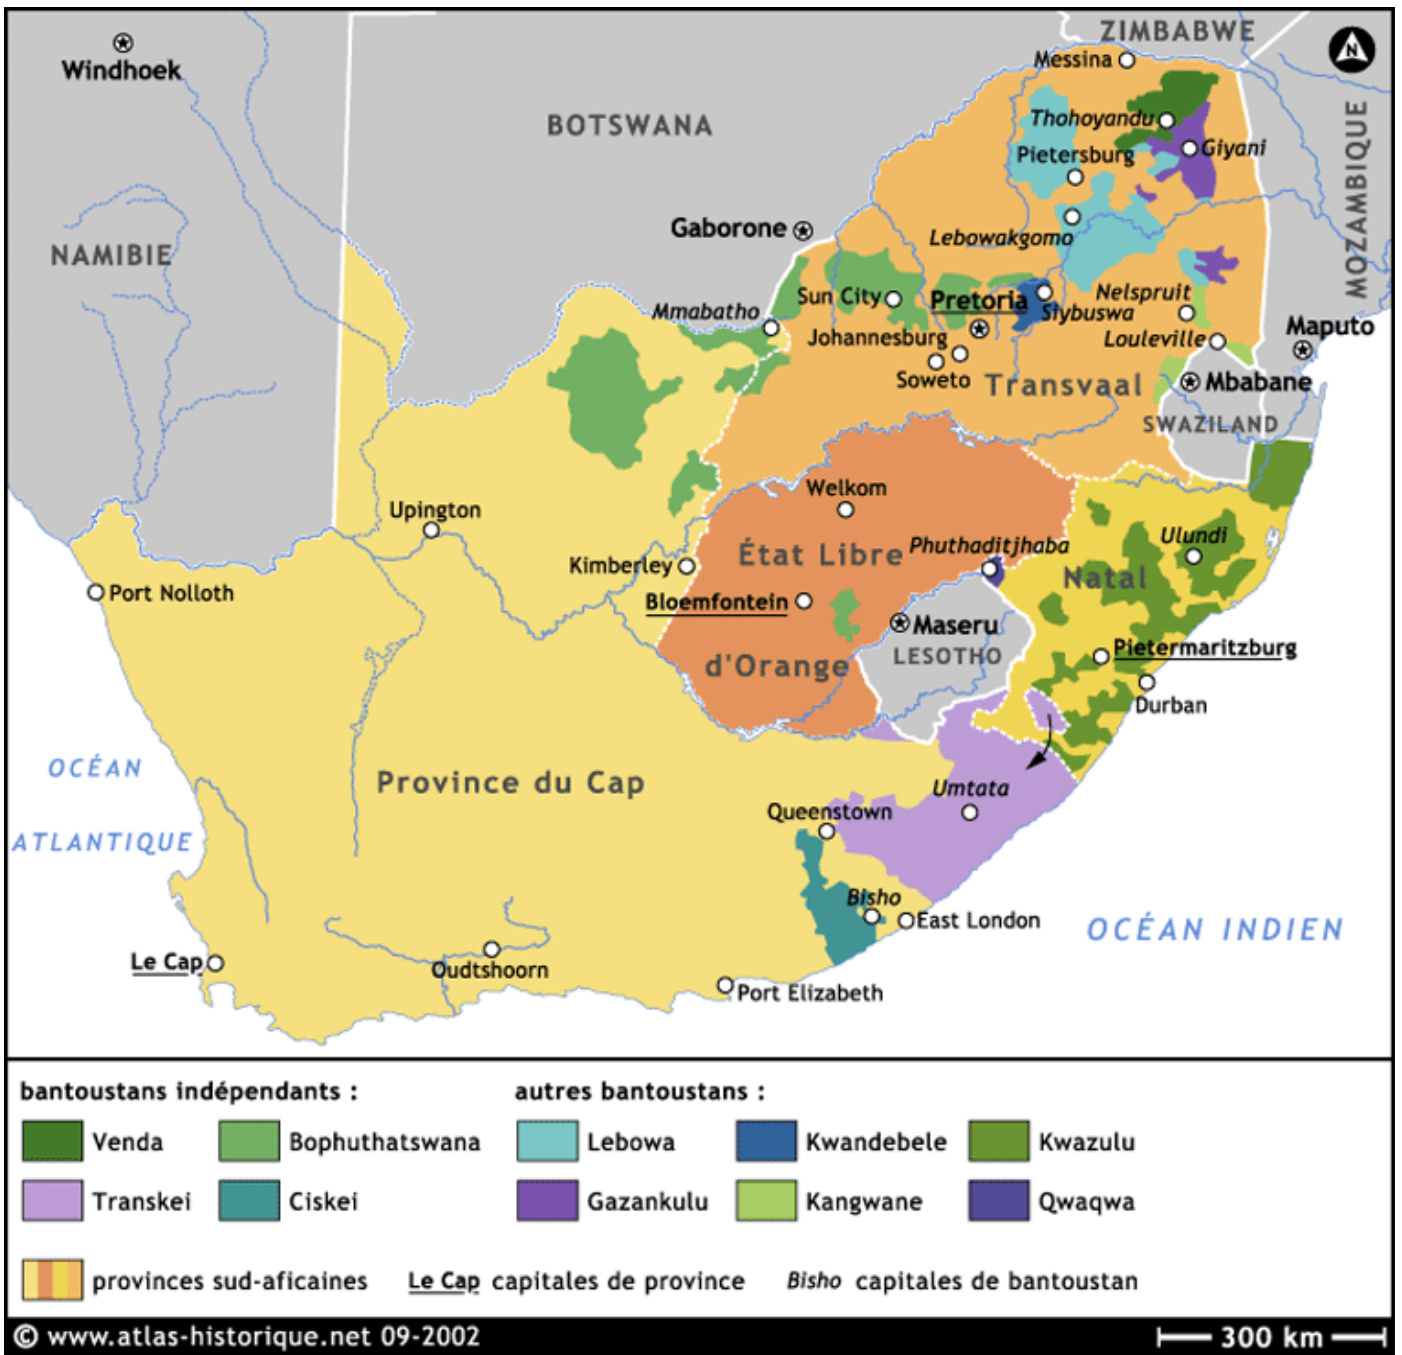 ZIMBABWE
N
Windhoek
Messina
BOTSWANA
MOZAMBIQUE
Thohoyandu
Pietersburg
Giyani
Gaborone
Lebowakgomo
NAMIBIE
Sun City
Pretoria
Nelspruit
Mmabatho
Siybuswa
Johannesburg
Louleville
Maputo
Soweto
Transvaal
Mbabane
SWAZILAND
Welkom
Upington
Phuthaditjhaba
Ulundi
État Libre
Kimberley
Natal
Port Nolloth
Bloemfontein
Maseru
LESOTHO
Pietermaritzburg
d'Orange
Durban
OCÉAN
Province du Cap
Umtata
Queenstown
ATLANTIQUE
Bisho
East London
OCÉAN INDIEN
Le Cap
Oudtshoorn
Port Elizabeth
bantoustans indépendants :
autres bantoustans :
Venda
Bophuthatswana
Lebowa
Kwandebele
Kwazulu
Transkei
Ciskei
Gazankulu
Kangwane
Qwaqwa
provinces sud-aficaines
Le Cap capitales de province
Bisho capitales de bantoustan
© www.atlas-historique.net 09-2002
300 km